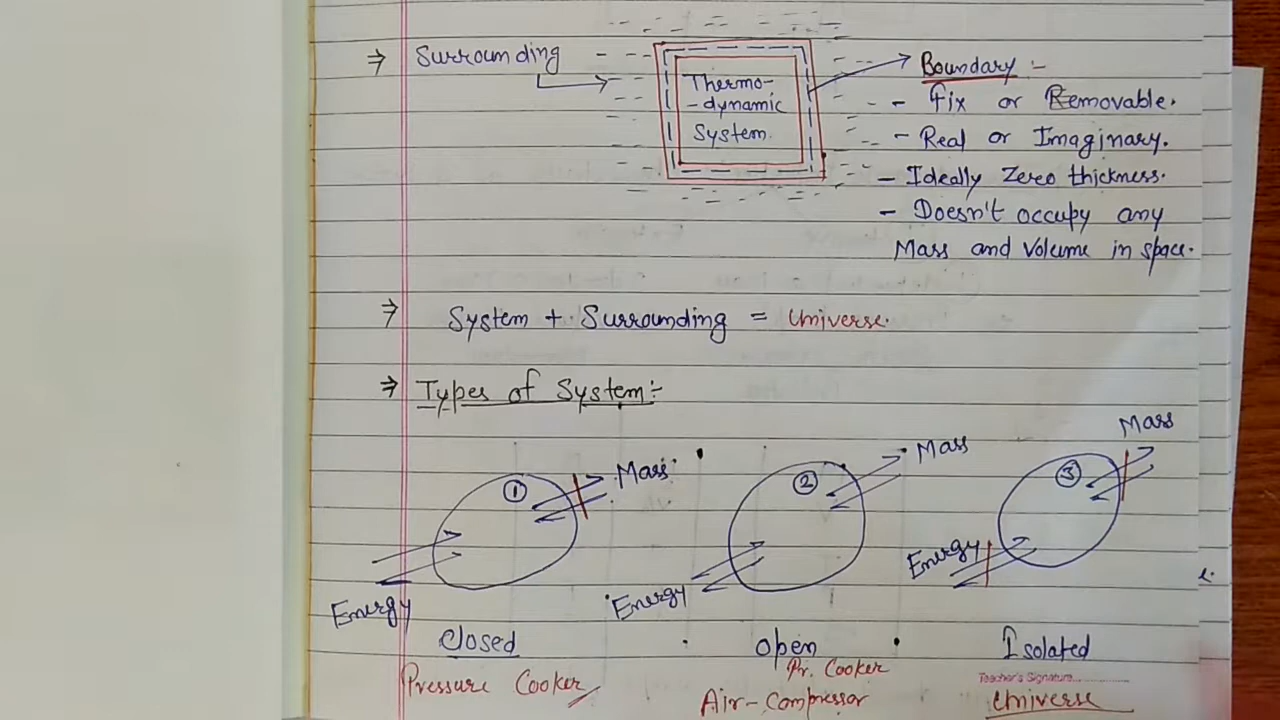 ⇒ Surrounding
Thermo-
-dynamic
System
Boundary :-
- Fix or Removable.
- Real or Imaginary.
- Ideally Zero thickness.
- Doesn't occupy any
Mass and Volume in space.
⇒ System + Surrounding = Universe.
⇒ Types of System:-
① Mass
Energy
Closed
Pressure Cooker
② Mass
Energy
Open
Pr. Cooker
Air-Compressor
③ Mass
Energy
Isolated
Teacher's Signature
Universe